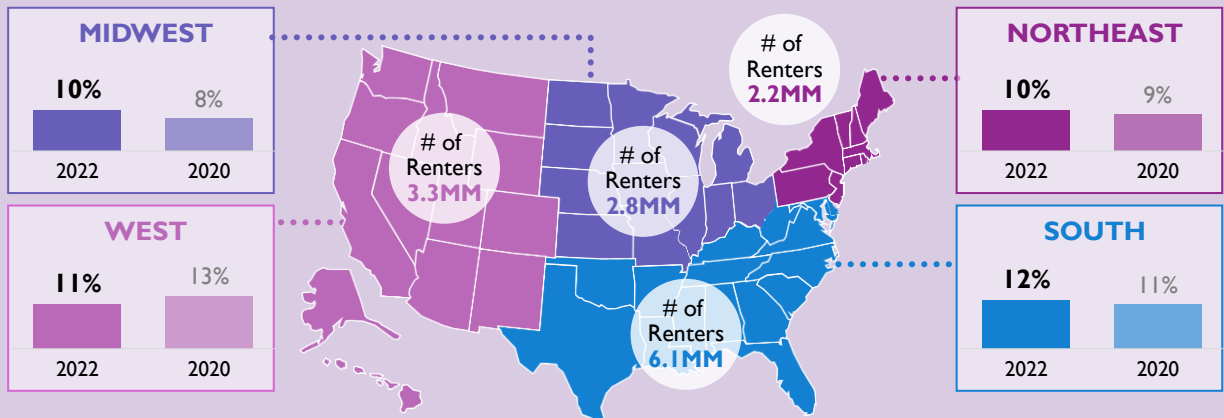 MIDWEST
10%
8%
2022
2020
WEST
11%
13%
2022
2020
# of
Renters
3.3MM
# of
Renters
2.8MM
# of
Renters
2.2MM
# of
Renters
6.1MM
NORTHEAST
10%
9%
2022
2020
SOUTH
12%
11%
2022
2020